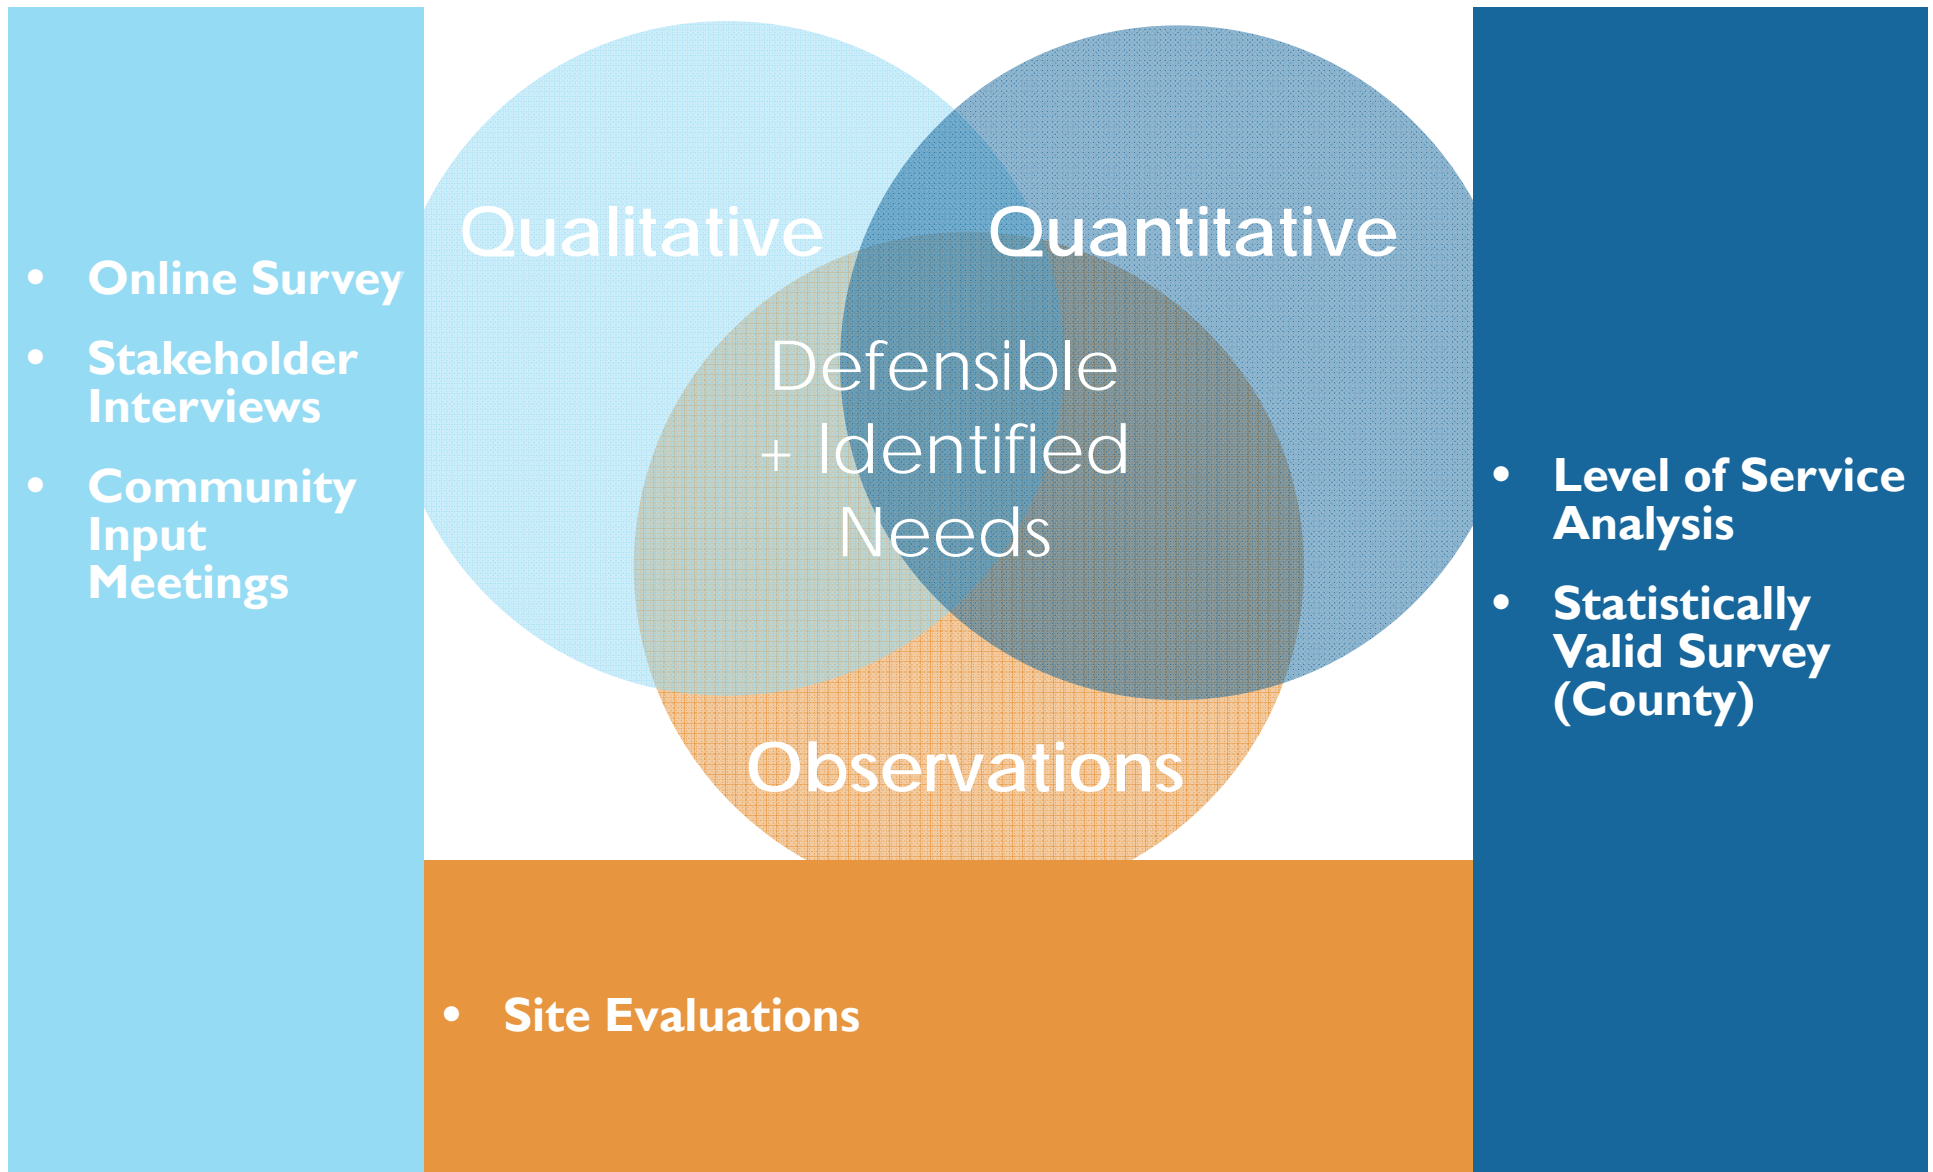 Qualitative
Quantitative
• Online Survey
• Stakeholder
Interviews
• Community
Input
Meetings
Defensible
+ Identified
Needs
• Level of Service
Analysis
• Statistically
Valid Survey
(County)
Observations
• Site Evaluations